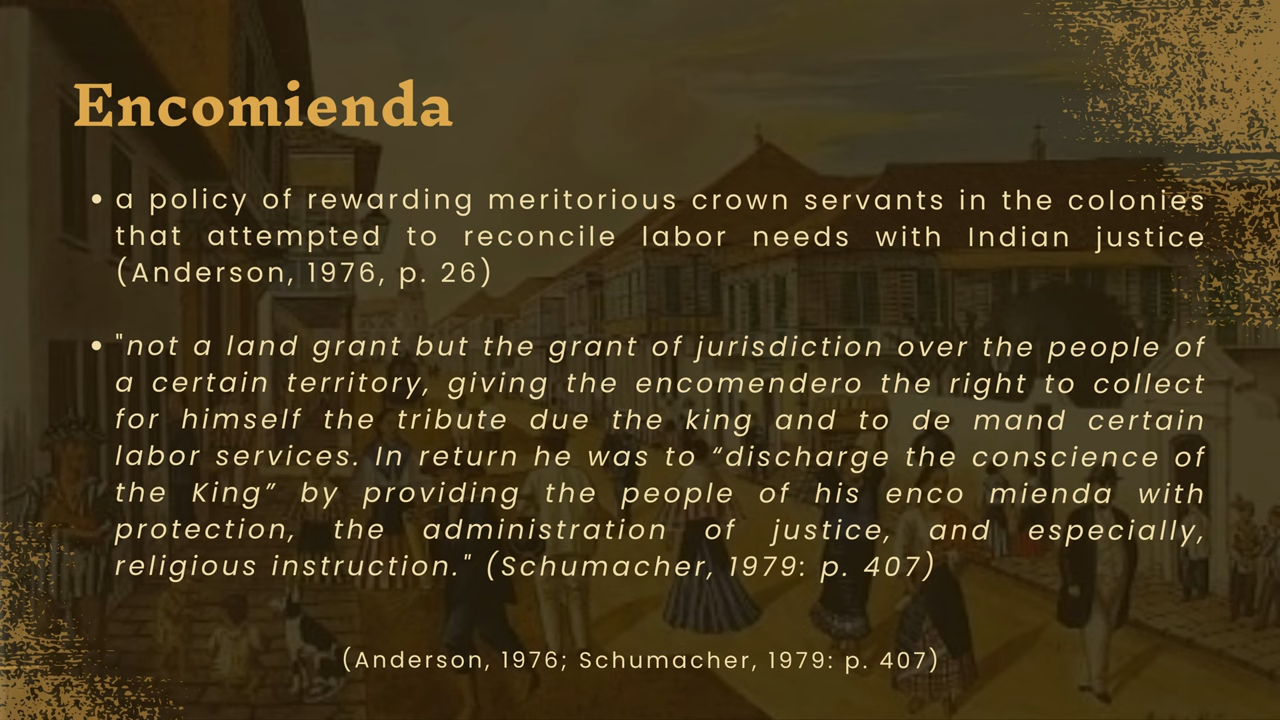 Encomienda
• a policy of rewarding meritorious crown servants in the colonies
that attempted to reconcile labor needs with Indian justice
(Anderson, 1976, p. 26)
• "not a land grant but the grant of jurisdiction over the people of
a certain territory, giving the encomendero the right to collect
for himself the tribute due the king and to de mand certain
labor services. In return he was to “discharge the conscience of
the King” by providing the people of his enco mienda with
protection, the administration of justice, and especially,
religious instruction." (Schumacher, 1979: p. 407)
(Anderson, 1976; Schumacher, 1979: p. 407)